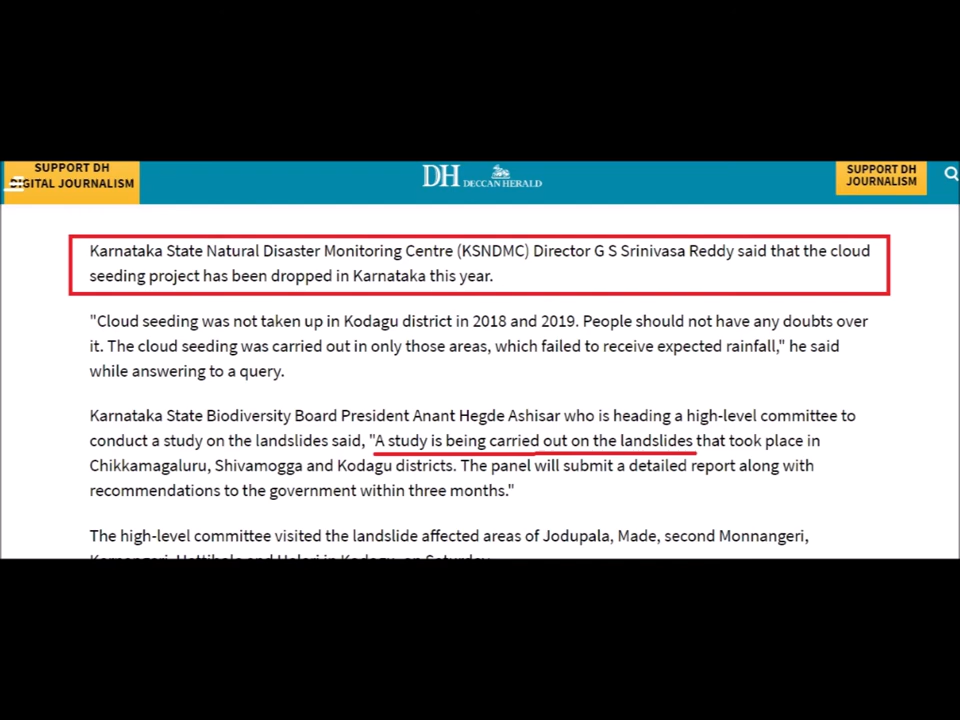 SUPPORT DH
DIGITAL JOURNALISM
DH DECCAN HERALD
SUPPORT DH
JOURNALISM
Karnataka State Natural Disaster Monitoring Centre (KSNDMC) Director G S Srinivasa Reddy said that the cloud
seeding project has been dropped in Karnataka this year.
"Cloud seeding was not taken up in Kodagu district in 2018 and 2019. People should not have any doubts over
it. The cloud seeding was carried out in only those areas, which failed to receive expected rainfall," he said
while answering to a query.
Karnataka State Biodiversity Board President Anant Hegde Ashisar who is heading a high-level committee to
conduct a study on the landslides said, "A study is being carried out on the landslides that took place in
Chikkamagaluru, Shivamogga and Kodagu districts. The panel will submit a detailed report along with
recommendations to the government within three months."
The high-level committee visited the landslide affected areas of Jodupala, Made, second Monnangeri,
and in Kodagu, on Saturday